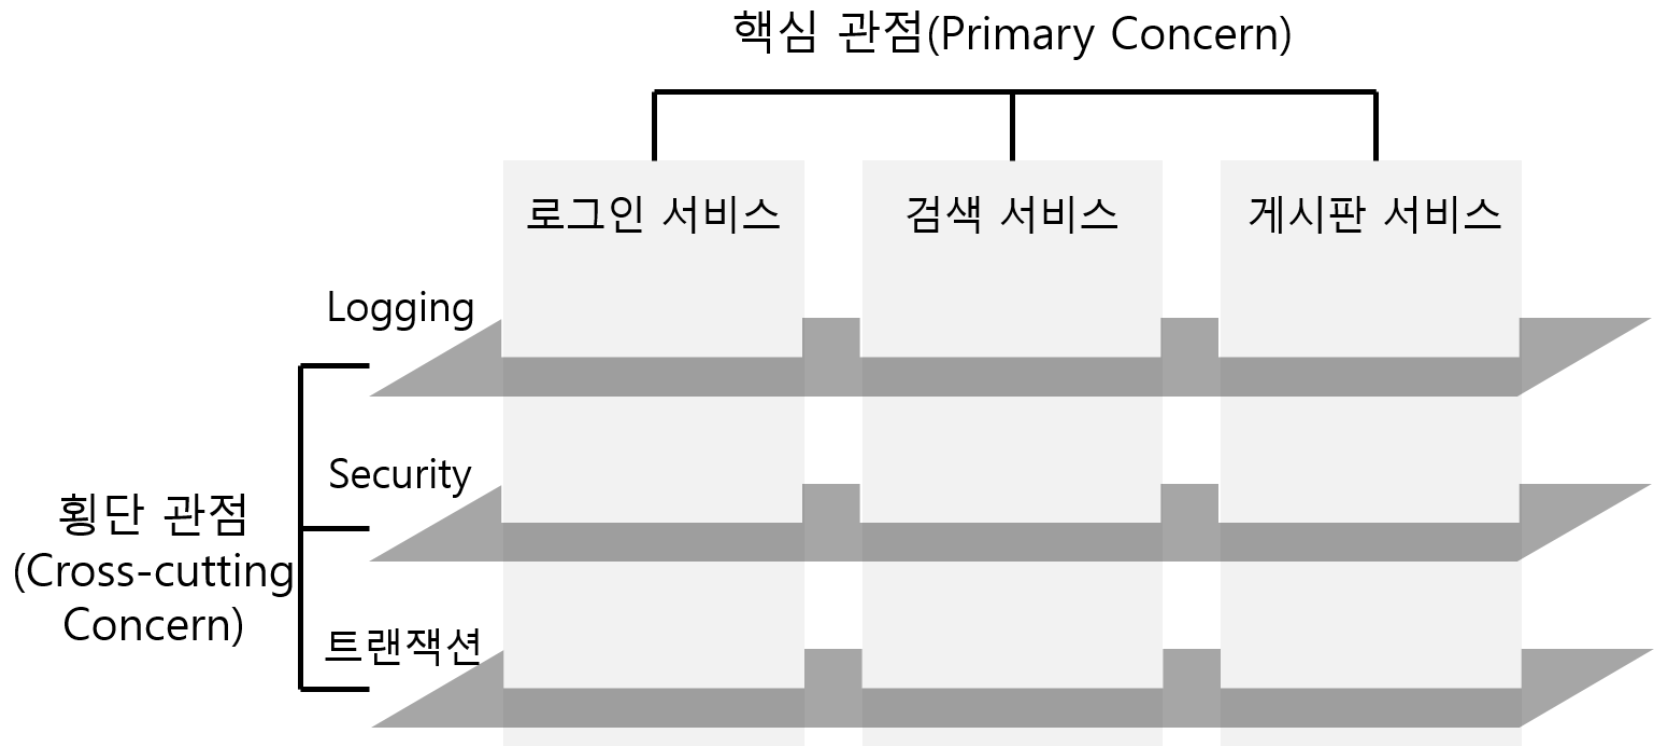 핵심 관점(Primary Concern)
로그인 서비스
검색 서비스
게시판 서비스
Logging
Security
횡단 관점
(Cross-cutting
Concern)
트랜잭션